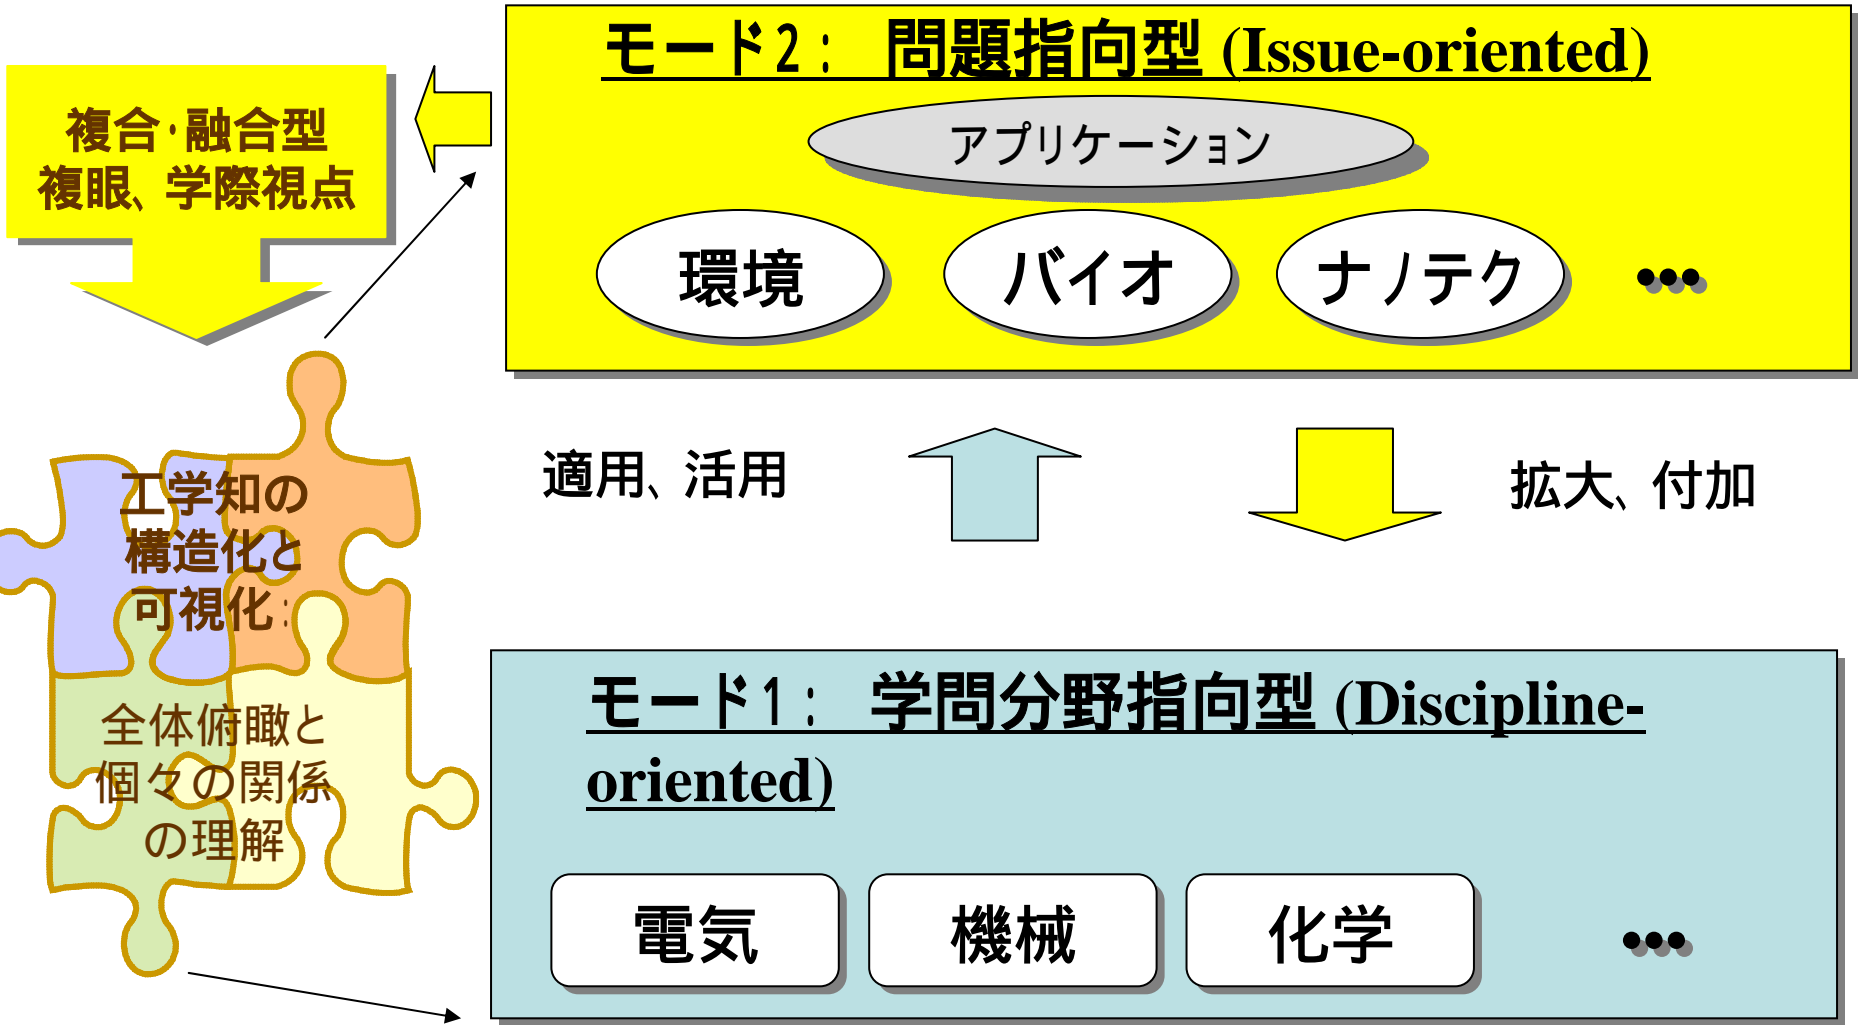 モード2： 問題指向型 (Issue-oriented)
アプリケーション
環境
バイオ
ナノテク
•••
複合・融合型
複眼、学際視点
適用、活用
拡大、付加
工学知の
構造化と
可視化：
全体俯瞰と
個々の関係
の理解
モード1： 学問分野指向型 (Discipline-
oriented)
電気
機械
化学
•••